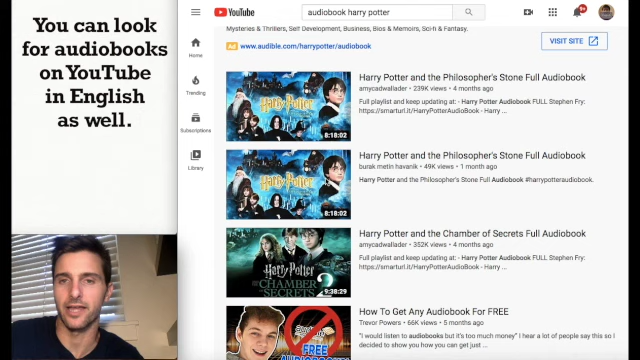 You can look
for audiobooks
on YouTube
in English
as well.
YouTube
audiobook harry potter
9+
Mysteries & Thrillers, Self Development, Business, Bios & Memoirs, Sci-fi & Fantasy.
Ad www.audible.com/harrypotter/audiobook
VISIT SITE
Home
Trending
Subscriptions
Library
Harry Potter
8:18:02
Harry Potter and the Philosopher's Stone Full Audiobook
amycadwallader • 239K views • 4 months ago
Full playlist and keep updating at: - Harry Potter Audiobook FULL Stephen Fry:
https://smarturl.it/HarryPotterAudioBook - Harry ...
Harry Potter
8:18:02
Harry Potter and the Philosopher's Stone Full Audiobook
burak metin havanik • 49K views • 1 month ago
Harry Potter and the Philosopher's Stone Full Audiobook #harrypotteraudiobook.
Harry Potter
CHAMBER
SECRETS
2
9:38:29
Harry Potter and the Chamber of Secrets Full Audiobook
amycadwallader • 352K views • 4 months ago
Full playlist and keep updating at: - Harry Potter Audiobook FULL Stephen Fry:
https://smarturl.it/HarryPotterAudioBook - Harry ...
FREE
How To Get Any Audiobook For FREE
Trevor Powers • 66K views • 5 months ago
"I would listen to audiobooks but it's too much money" I hear a lot of people say this so I
decided to show you how you can get just ...